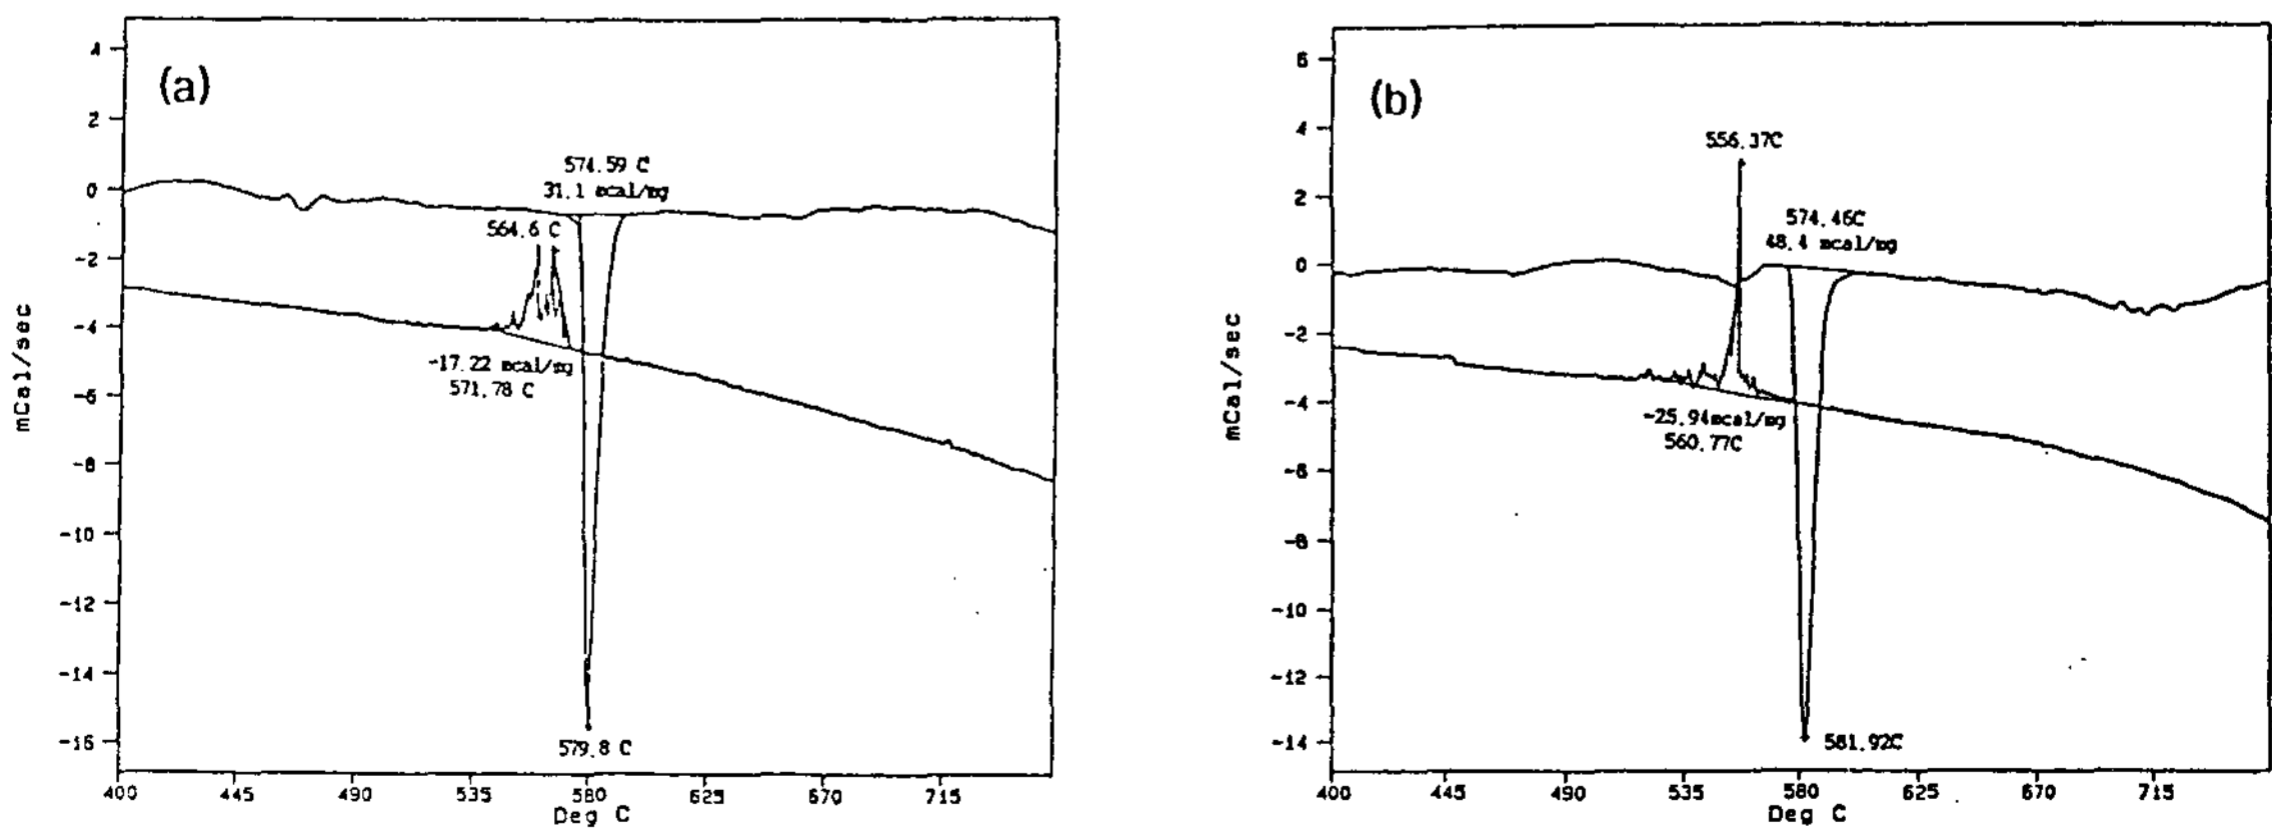 (a)
4
2
0
-2
-4
-6
-8
-10
-12
-14
-16
mCal/sec
574.59 C
31.1 mcal/mg
564.6 C
-17.22 mcal/mg
571.78 C
579.8 C
400 445 490 535 580 625 670 715
Deg C
(b)
6
4
2
0
-2
-4
-6
-8
-10
-12
-14
mCal/sec
556.37C
574.46C
48.4 mcal/mg
-25.94mcal/mg
560.77C
581.92C
400 445 490 535 580 625 670 715
Deg C